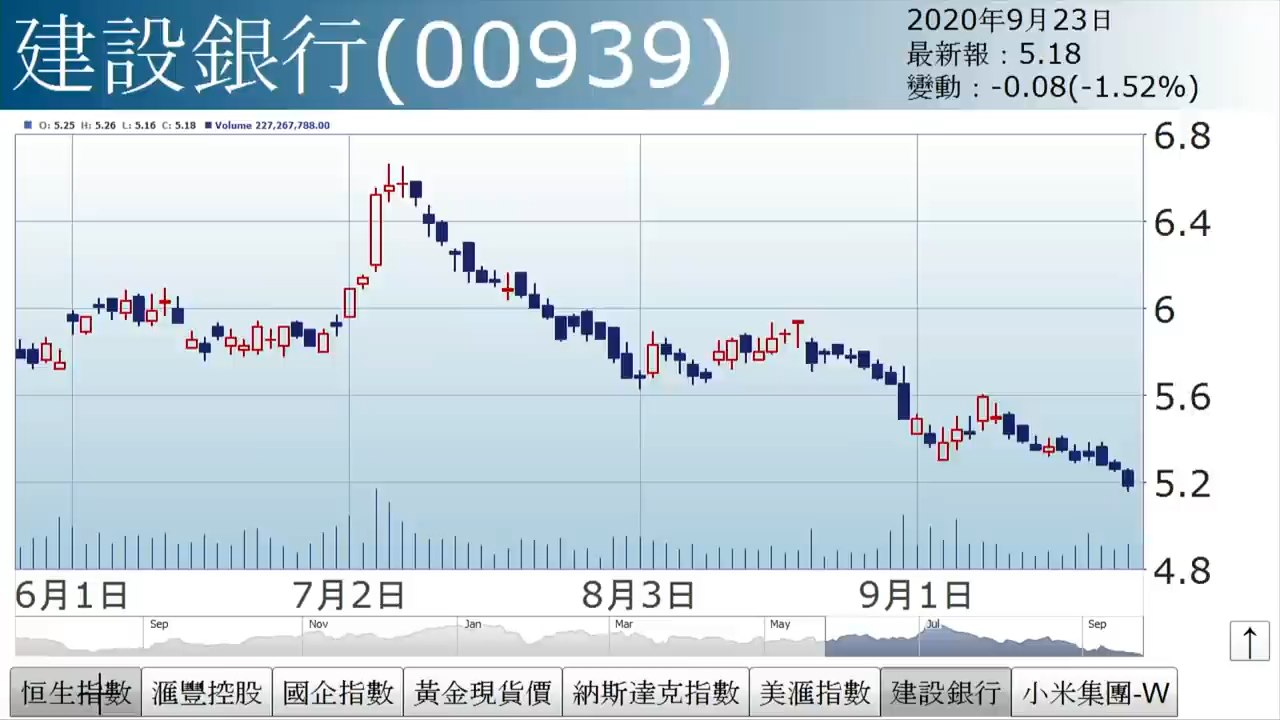 建設銀行(00939)
2020年9月23日
最新報：5.18
變動：-0.08(-1.52%)
O: 5.25 H: 5.26 L: 5.16 C: 5.18 Volume 227,267,788.00
6.8
6.4
6
5.6
5.2
4.8
6月1日 7月2日 8月3日 9月1日
Sep Nov Jan Mar May Jul Sep
恒生指數 滙豐控股 國企指數 黃金現貨價 納斯達克指數 美滙指數 建設銀行 小米集團-W